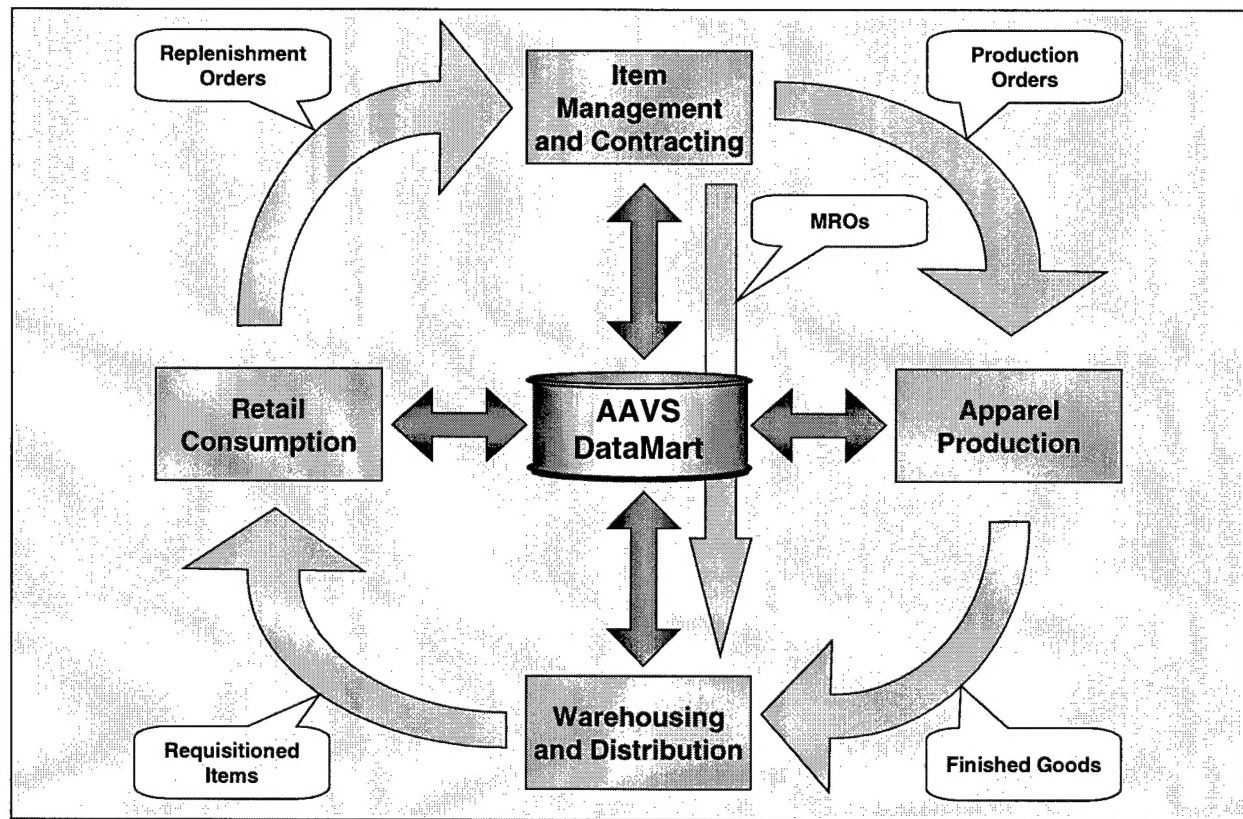 Replenishment
Orders
Item
Management
and Contracting
Production
Orders
MROs
Retail
Consumption
AAVS
DataMart
Apparel
Production
Requisitioned
Items
Warehousing
and Distribution
Finished Goods